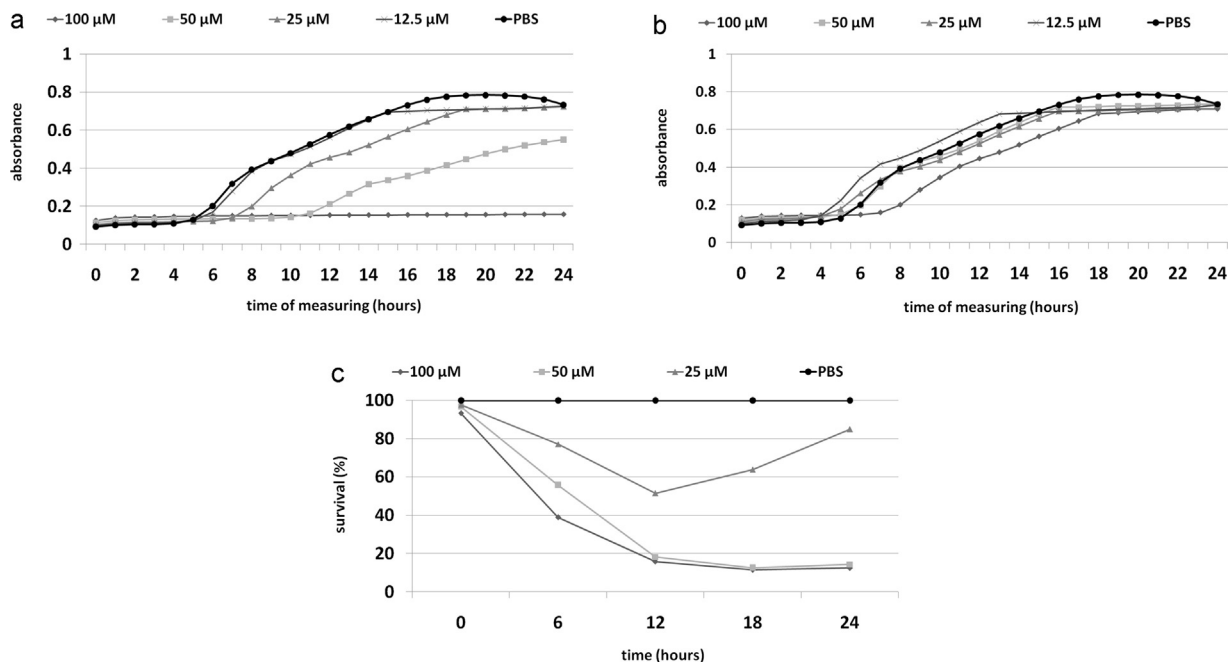 a
100 µM 50 µM 25 µM 12.5 µM PBS
1
0.8
0.6
0.4
0.2
0
absorbance
0 2 4 6 8 10 12 14 16 18 20 22 24
time of measuring (hours)
b
100 µM 50 µM 25 µM 12.5 µM PBS
1
0.8
0.6
0.4
0.2
0
absorbance
0 2 4 6 8 10 12 14 16 18 20 22 24
time of measuring (hours)
c
100 µM 50 µM 25 µM PBS
100
80
60
40
20
0
survival (%)
0 6 12 18 24
time (hours)